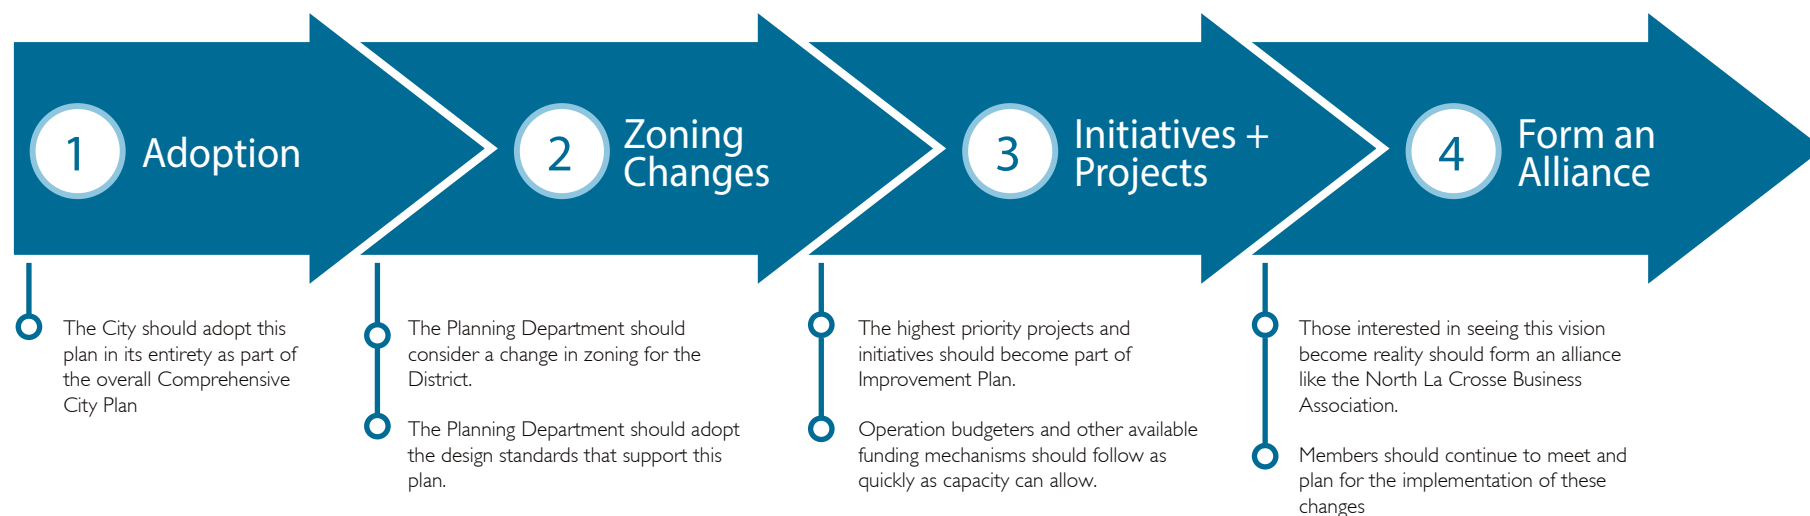 1
Adoption
2
Zoning
Changes
3
Initiatives +
Projects
4
Form an
Alliance
The City should adopt this
plan in its entirety as part of
the overall Comprehensive
City Plan
The Planning Department should
consider a change in zoning for the
District.
The Planning Department should adopt
the design standards that support this
plan.
The highest priority projects and
initiatives should become part of
Improvement Plan.
Operation budgeters and other available
funding mechanisms should follow as
quickly as capacity can allow.
Those interested in seeing this vision
become reality should form an alliance
like the North La Crosse Business
Association.
Members should continue to meet and
plan for the implementation of these
changes